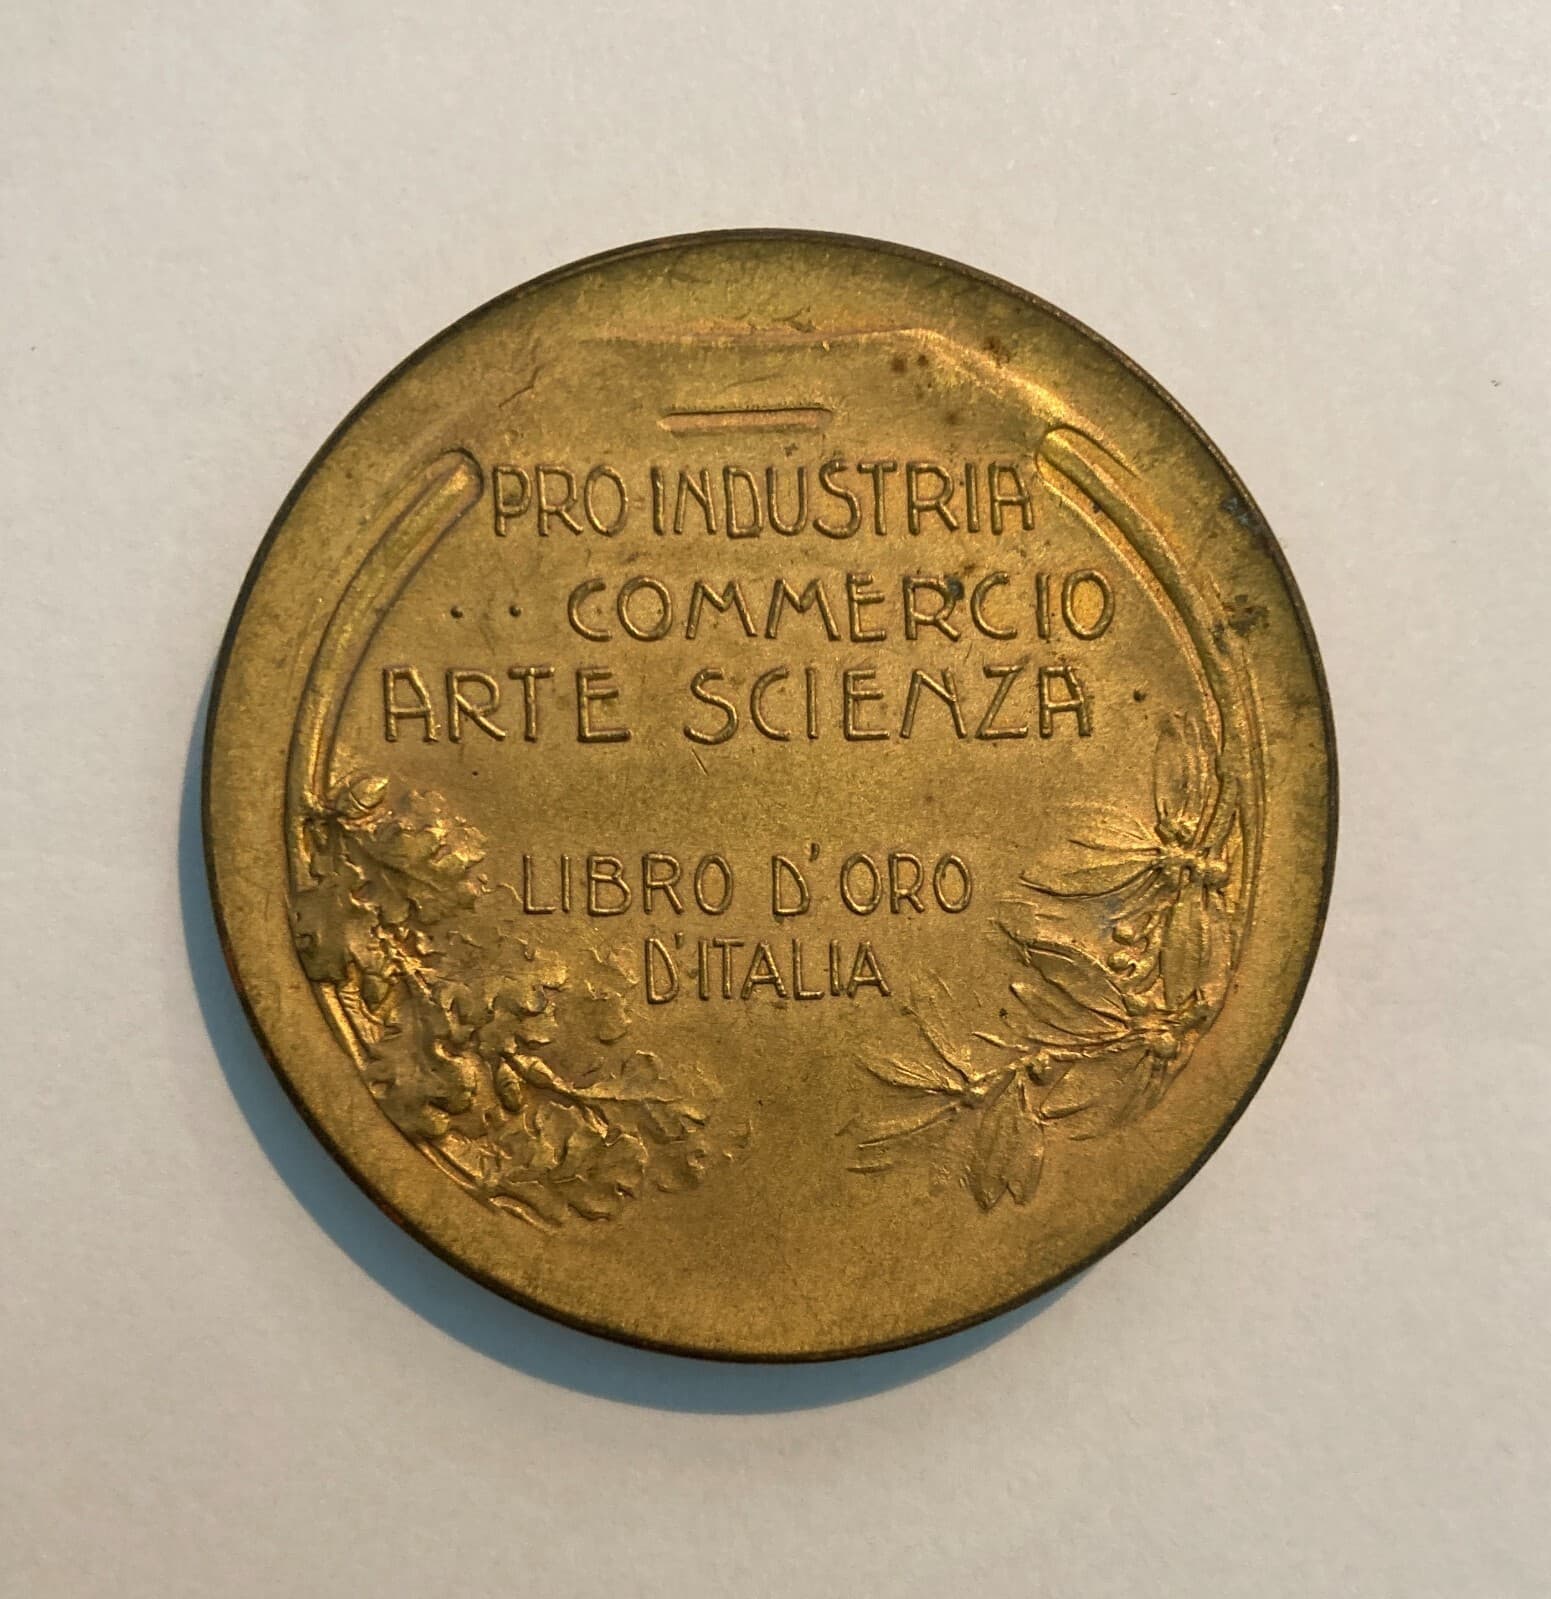 PRO INDUSTRIA
.. COMMERCIO
ARTE SCIENZA .
LIBRO D'ORO
D'ITALIA